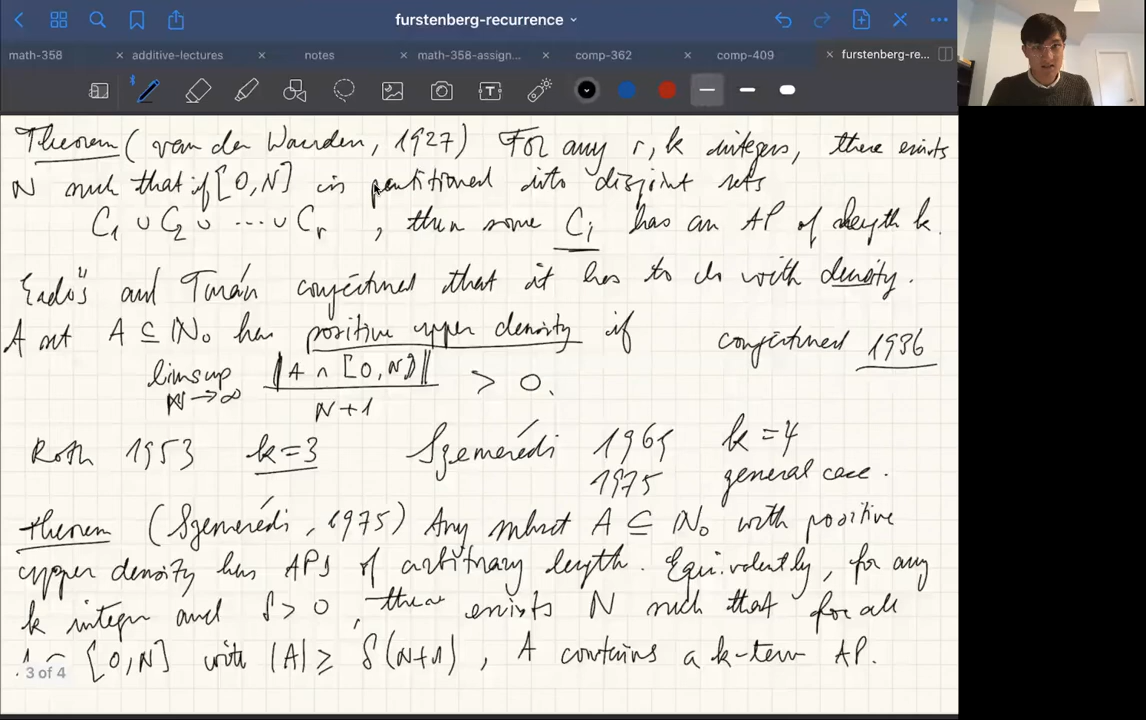 furstenberg-recurrence
math-358
additive-lectures
notes
math-358-assign...
comp-362
comp-409
furstenberg-re...
Theorem (van der Waerden, 1927) For any r, k integers, there exists
N such that if [0,N] is partitioned into disjoint sets
C₁ ∪ C₂ ∪ ... ∪ Cᵣ , then some Cᵢ has an AP of length k.
Erdős and Turán conjectured that it has to do with density.
A set A ⊆ ℕ₀ has positive upper density if
conjectured 1936
limsup N→∞ |A ∩ [0,N]| / N+1 > 0.
Roth 1953 k=3 Szemerédi 1969 k=4
1975 general case.
Theorem (Szemerédi, 1975) Any subset A ⊆ ℕ₀ with positive
upper density has APs of arbitrary length. Equivalently, for any
k integer and δ > 0, there exists N such that for all
[0,N] with |A| ≥ δ(N+1), A contains a k-term AP.
3 of 4